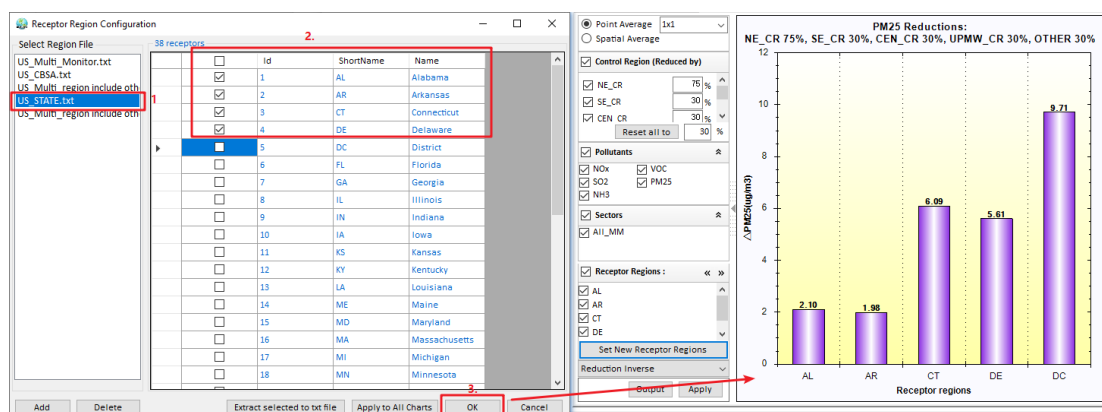 Receptor Region Configuration
Select Region File
US_Multi_Monitor.txt
US_CBSA.txt
US_Multi_region include oth
US_STATE.txt
US_Multi_region include oth
1
38 receptors
2.
Id ShortName Name
1 AL Alabama
2 AR Arkansas
3 CT Connecticut
4 DE Delaware
5 DC District
6 FL Florida
7 GA Georgia
8 IL Illinois
9 IN Indiana
10 IA Iowa
11 KS Kansas
12 KY Kentucky
13 LA Louisiana
14 ME Maine
15 MD Maryland
16 MA Massachusetts
17 MI Michigan
18 MN Minnesota
3.
Add Delete Extract selected to txt file Apply to All Charts OK Cancel
Point Average 1x1
Spatial Average
Control Region (Reduced by)
NE_CR 75 %
SE_CR 30 %
CEN_CR 30 %
Reset all to 30 %
Pollutants
NOx VOC
SO2 PM25
NH3
Sectors
All_MM
Receptor Regions : « »
AL
AR
CT
DE
Set New Receptor Regions
Reduction Inverse
Output Apply
PM25 Reductions:
NE_CR 75%, SE_CR 30%, CEN_CR 30%, UPMW_CR 30%, OTHER 30%
△PM25(ug/m3)
12
10
8
6
4
2
0
2.10
1.98
6.09
5.61
9.71
AL AR CT DE DC
Receptor regions